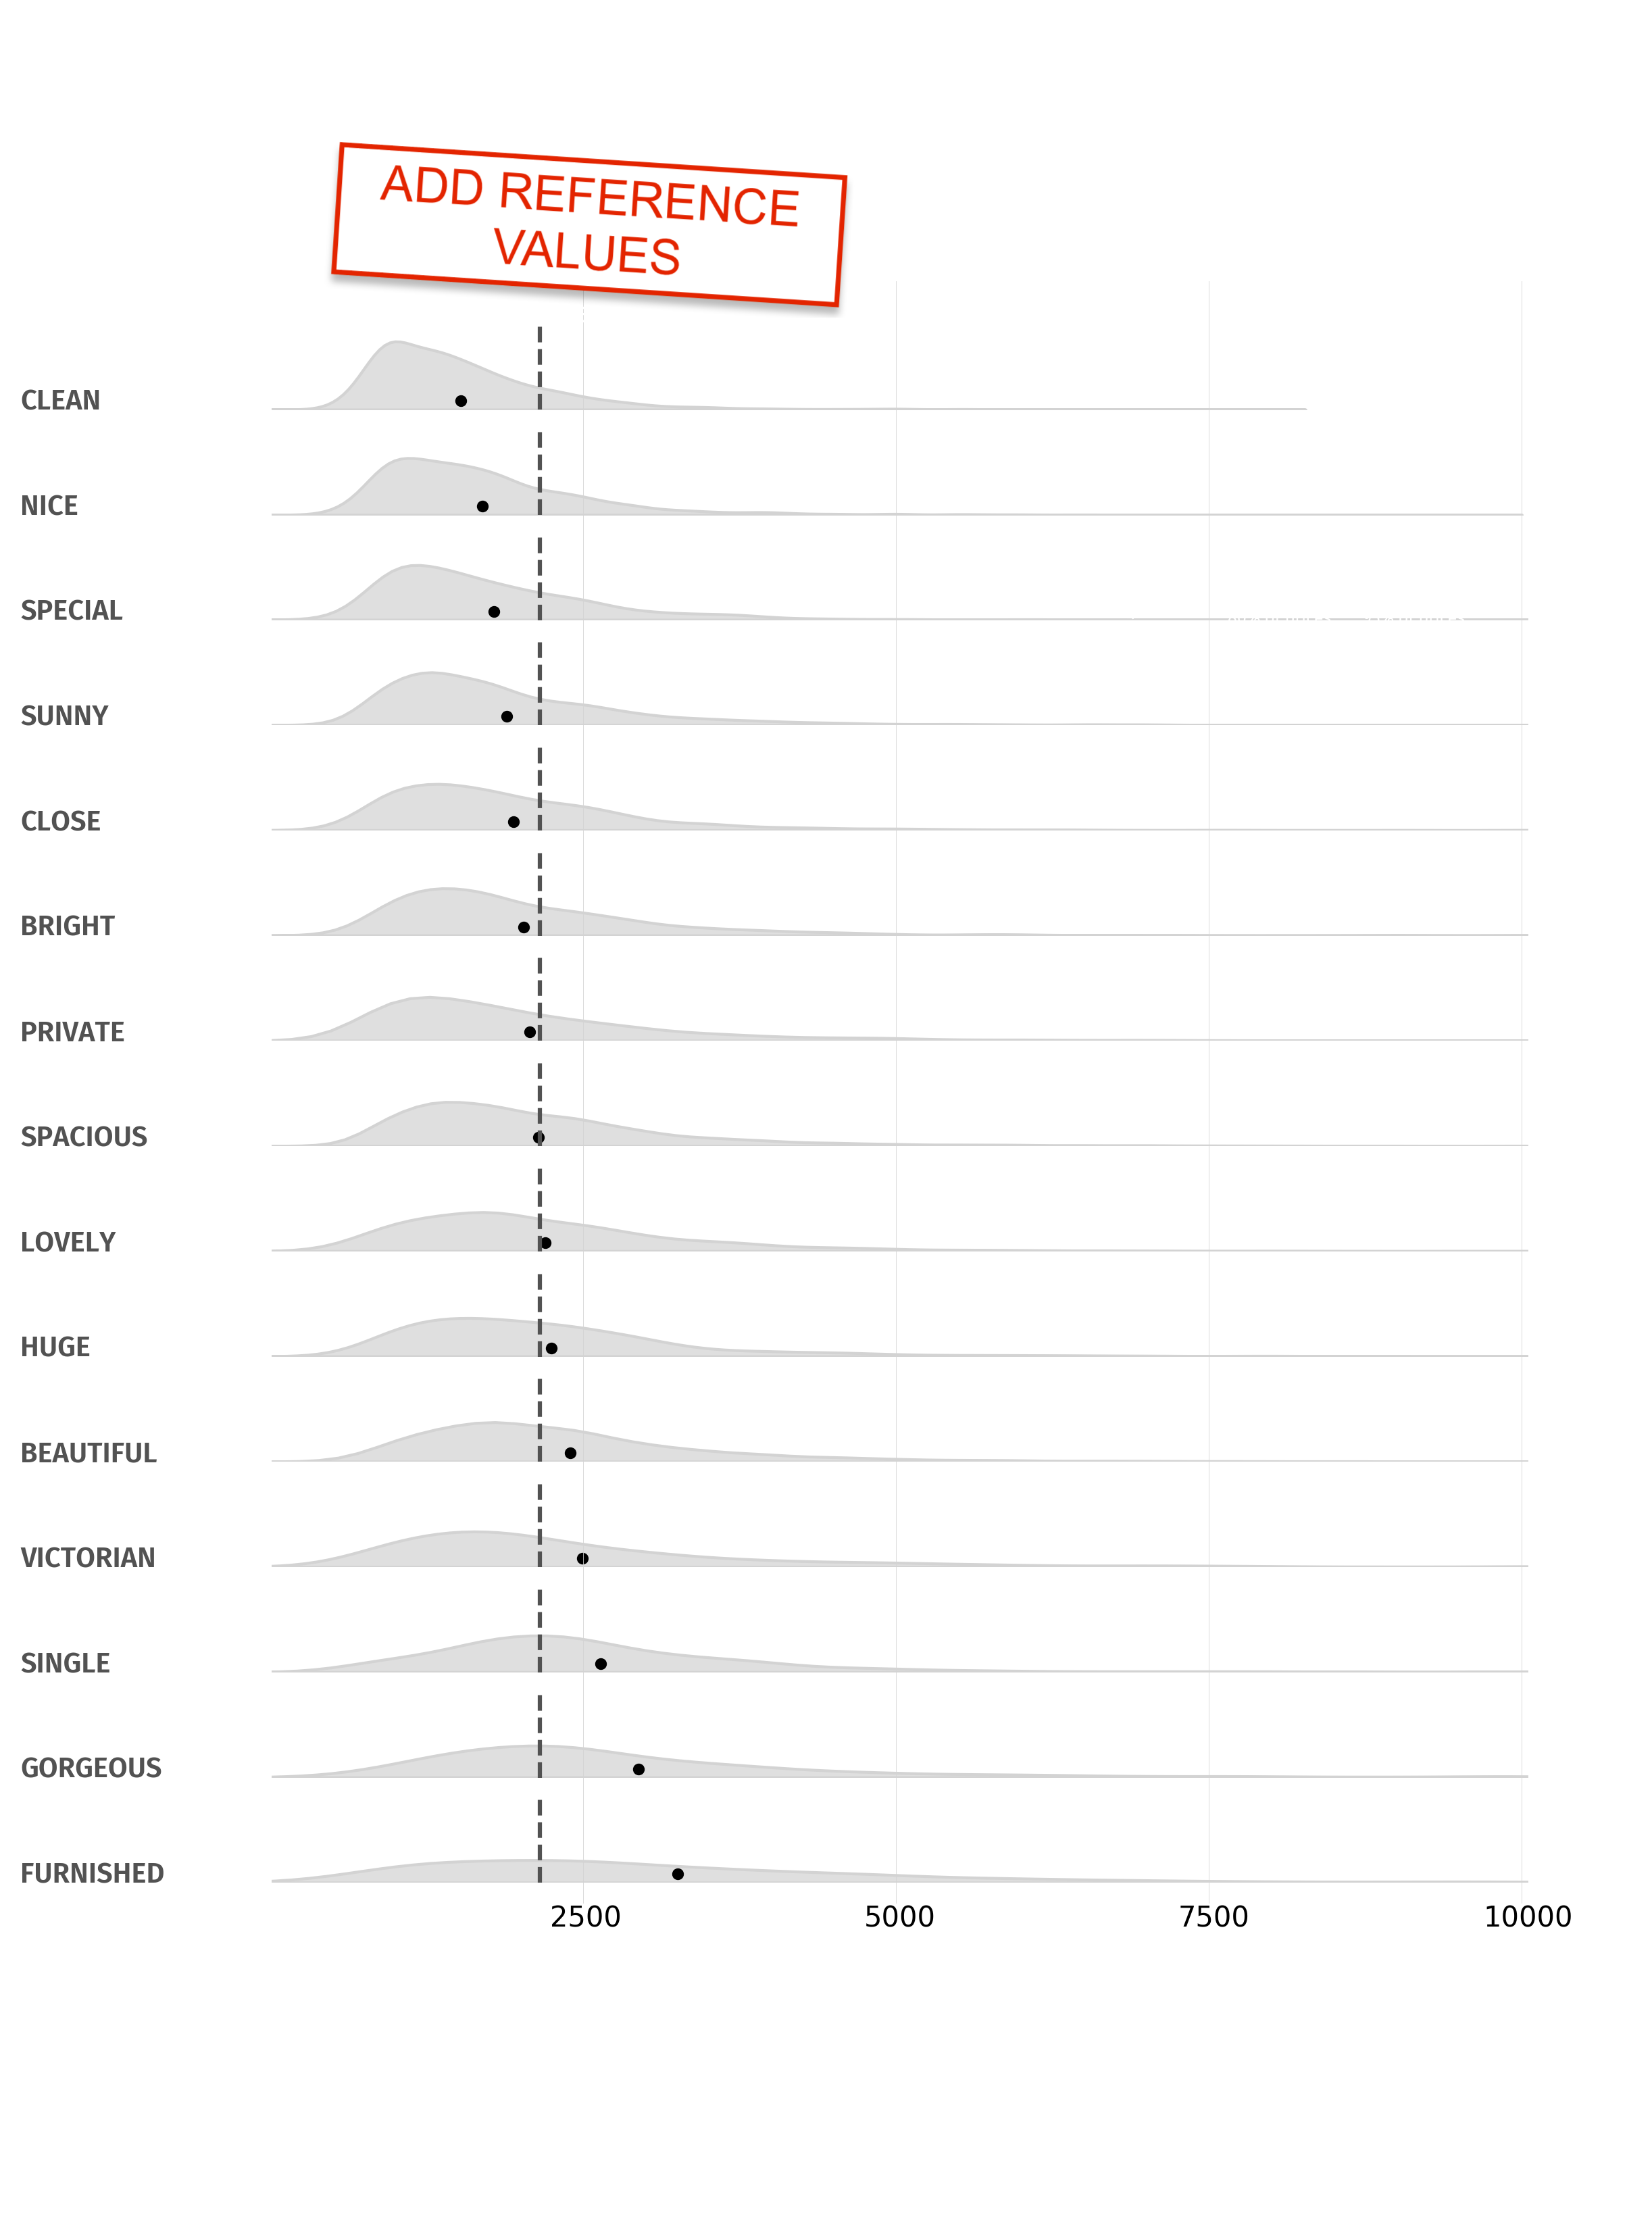 ADD REFERENCE
VALUES
CLEAN
NICE
SPECIAL
SUNNY
CLOSE
BRIGHT
PRIVATE
SPACIOUS
LOVELY
HUGE
BEAUTIFUL
VICTORIAN
SINGLE
GORGEOUS
FURNISHED
2500 5000 7500 10000